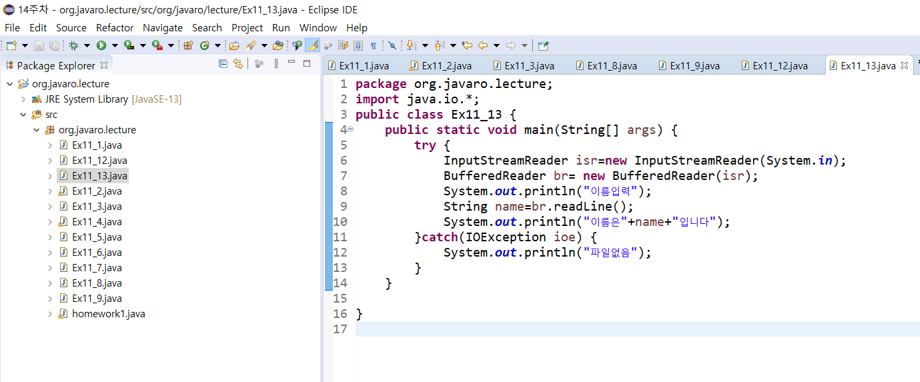 14주차 - org.javaro.lecture/src/org/javaro/lecture/Ex11_13.java - Eclipse IDE
File Edit Source Refactor Navigate Search Project Run Window Help
Package Explorer
org.javaro.lecture
JRE System Library [JavaSE-13]
src
org.javaro.lecture
Ex11_1.java
Ex11_12.java
Ex11_13.java
Ex11_2.java
Ex11_3.java
Ex11_4.java
Ex11_5.java
Ex11_6.java
Ex11_7.java
Ex11_8.java
Ex11_9.java
homework1.java
Ex11_1.java Ex11_2.java Ex11_3.java Ex11_8.java Ex11_9.java Ex11_12.java Ex11_13.java
1 package org.javaro.lecture;
2 import java.io.*;
3 public class Ex11_13 {
4 public static void main(String[] args) {
5 try {
6 InputStreamReader isr=new InputStreamReader(System.in);
7 BufferedReader br= new BufferedReader(isr);
8 System.out.println("이름입력");
9 String name=br.readLine();
10 System.out.println("이름은"+name+"입니다");
11 }catch(IOException ioe) {
12 System.out.println("파일없음");
13 }
14 }
15
16 }
17